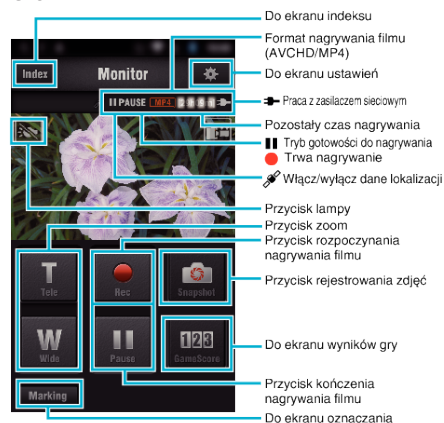 Do ekranu indeksu
Format nagrywania filmu
(AVCHD/MP4)
Index
Monitor
Do ekranu ustawień
PAUSE
MP4
Praca z zasilaczem sieciowym
Pozostały czas nagrywania
Tryb gotowości do nagrywania
Trwa nagrywanie
Włącz/wyłącz dane lokalizacji
Przycisk lampy
Przycisk zoom
Przycisk rozpoczynania
nagrywania filmu
T
Tele
Rec
Snapshot
Przycisk rejestrowania zdjęć
W
Wide
Pause
123
GameScore
Do ekranu wyników gry
Przycisk kończenia
nagrywania filmu
Marking
Do ekranu oznaczania